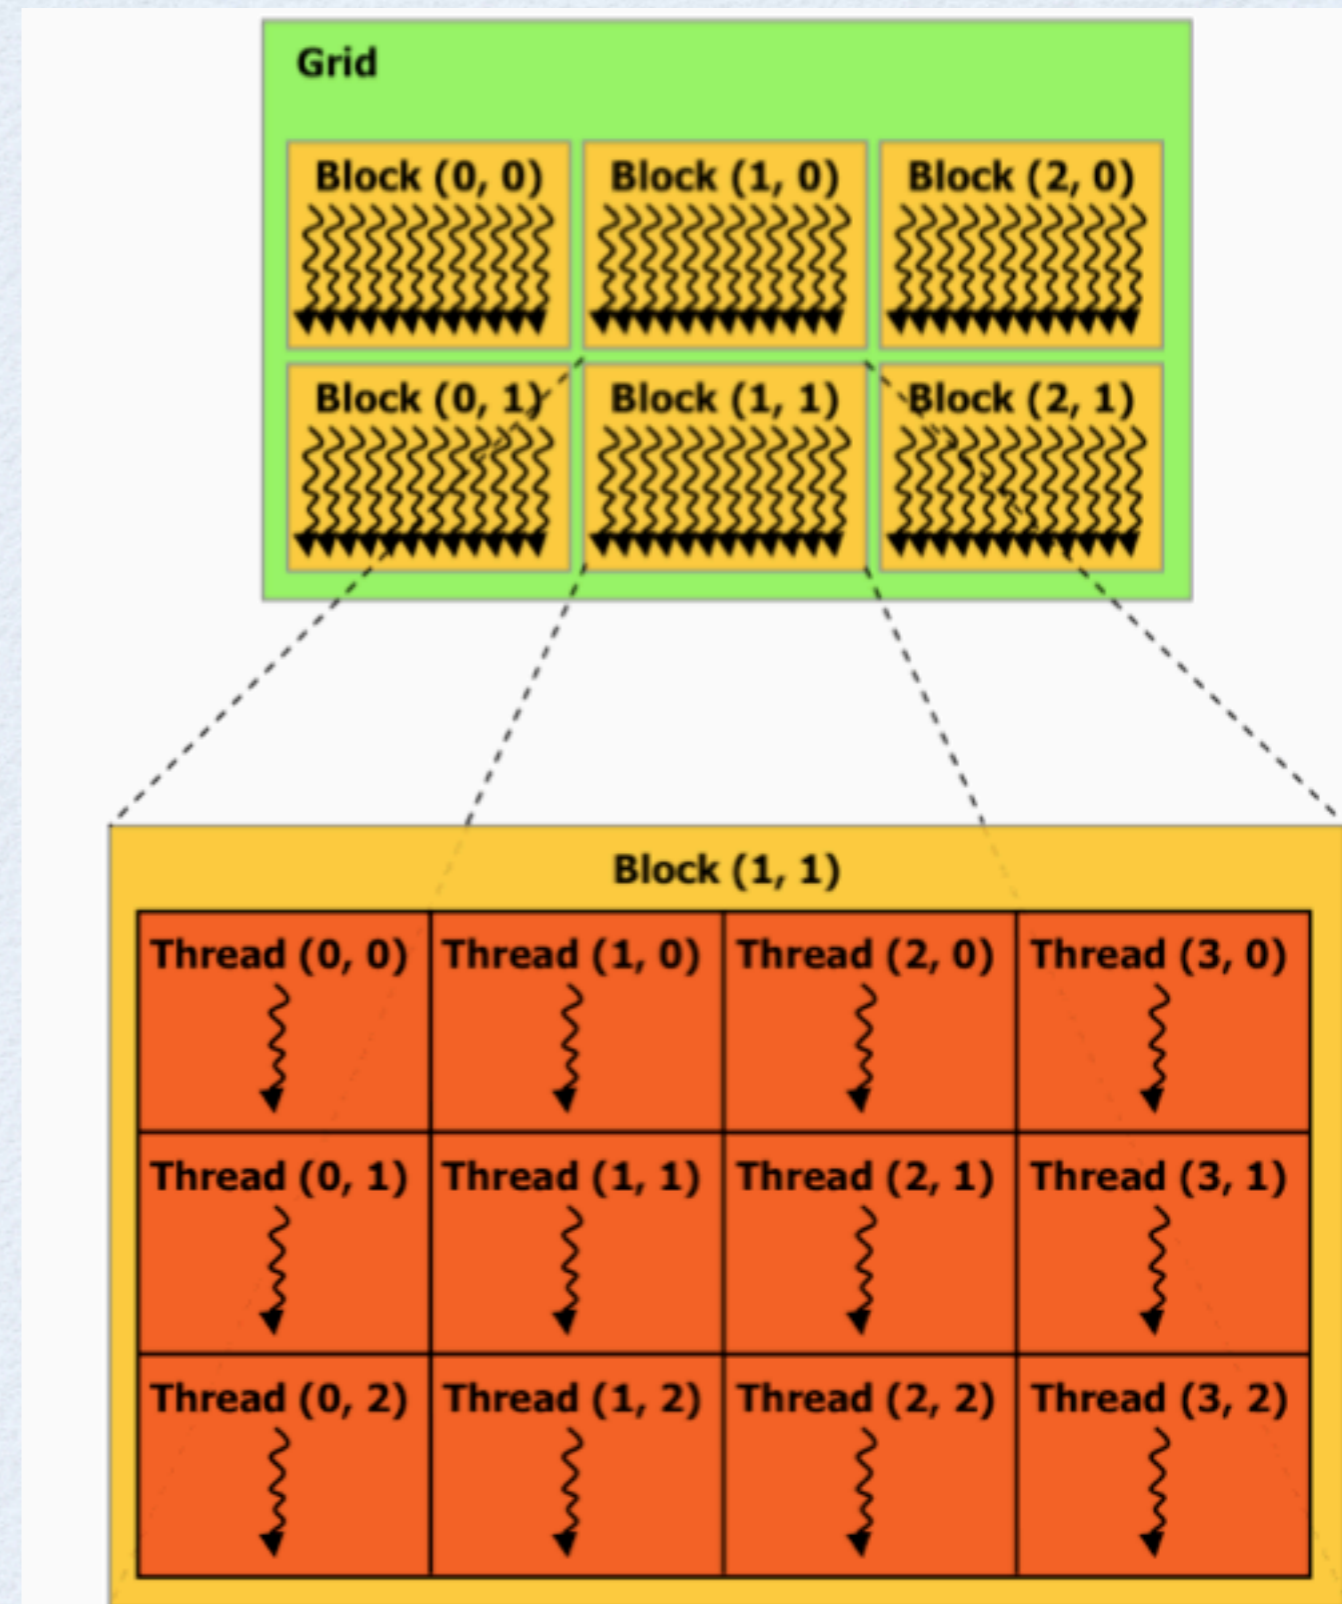 Grid
Block (0, 0) Block (1, 0) Block (2, 0)
Block (0, 1) Block (1, 1) Block (2, 1)
Block (1, 1)
Thread (0, 0) Thread (1, 0) Thread (2, 0) Thread (3, 0)
Thread (0, 1) Thread (1, 1) Thread (2, 1) Thread (3, 1)
Thread (0, 2) Thread (1, 2) Thread (2, 2) Thread (3, 2)